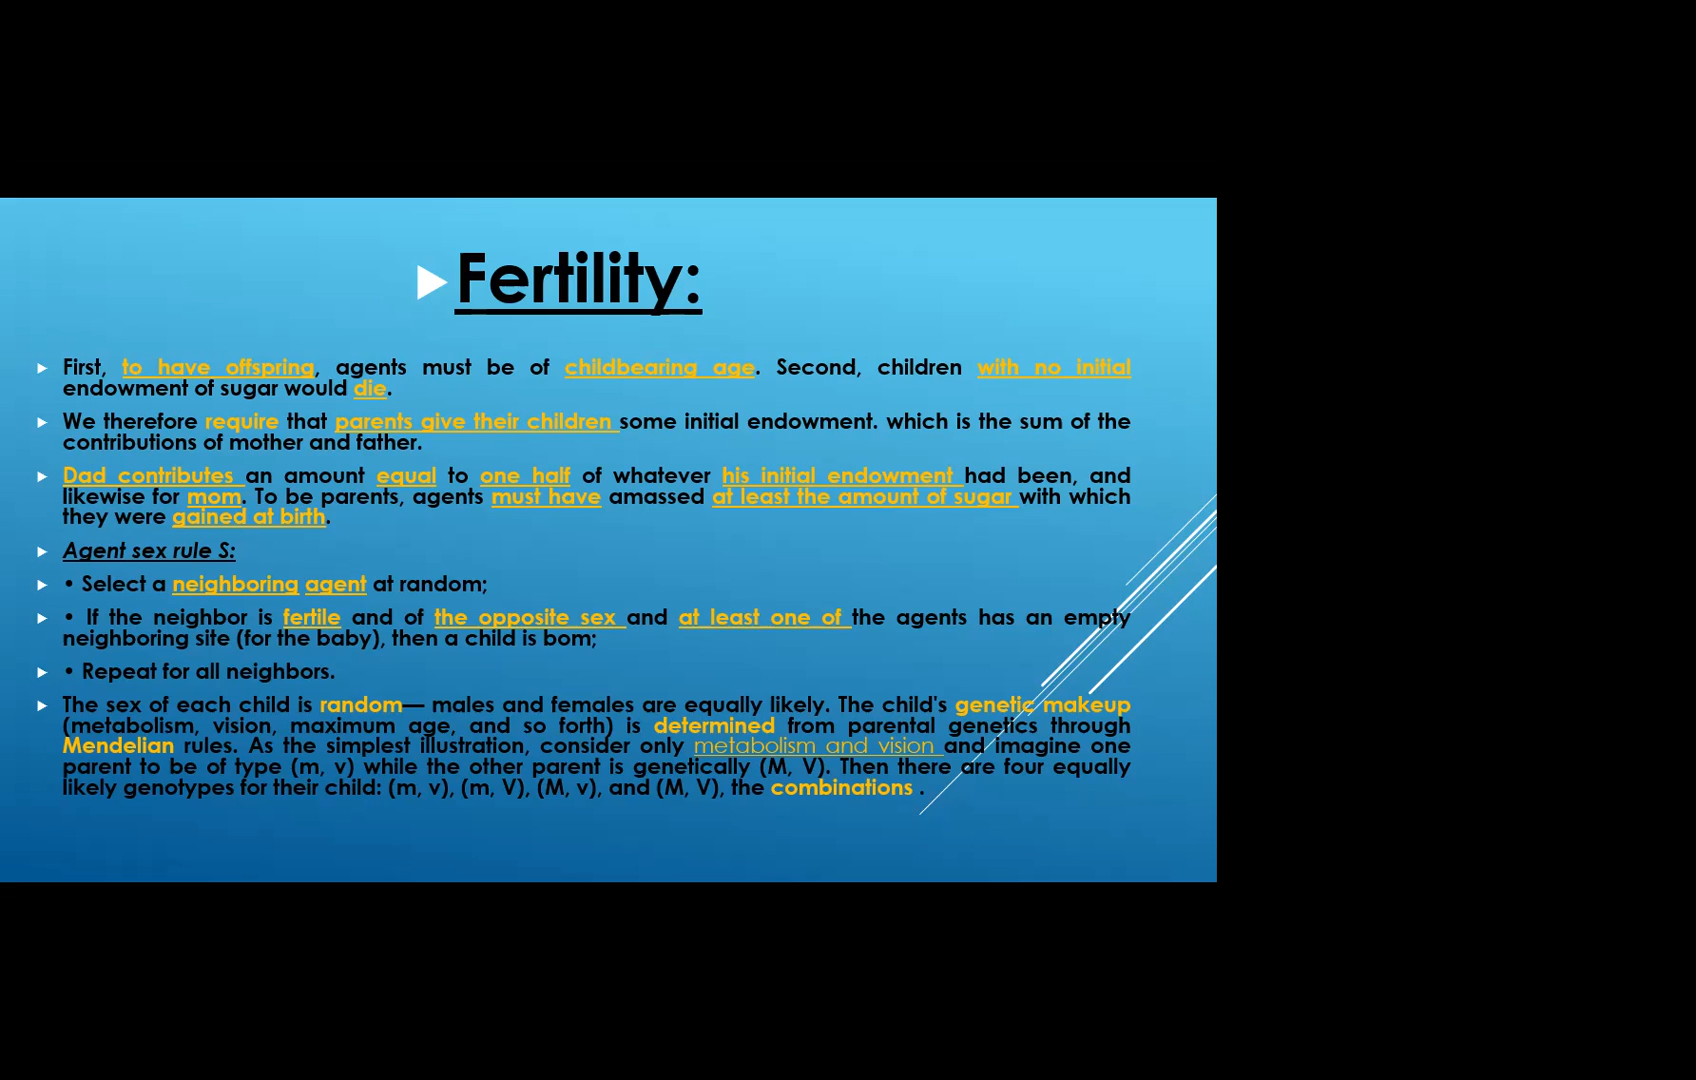 Fertility:
First, to have offspring, agents must be of childbearing age. Second, children with no initial
endowment of sugar would die.
We therefore require that parents give their children some initial endowment. which is the sum of the
contributions of mother and father.
Dad contributes an amount equal to one half of whatever his initial endowment had been, and
likewise for mom. To be parents, agents must have amassed at least the amount of sugar with which
they were gained at birth.
Agent sex rule S:
• Select a neighboring agent at random;
• If the neighbor is fertile and of the opposite sex and at least one of the agents has an empty
neighboring site (for the baby), then a child is bom;
• Repeat for all neighbors.
The sex of each child is random— males and females are equally likely. The child's genetic makeup
(metabolism, vision, maximum age, and so forth) is determined from parental genetics through
Mendelian rules. As the simplest illustration, consider only metabolism and vision and imagine one
parent to be of type (m, v) while the other parent is genetically (M, V). Then there are four equally
likely genotypes for their child: (m, v), (m, V), (M, v), and (M, V), the combinations .